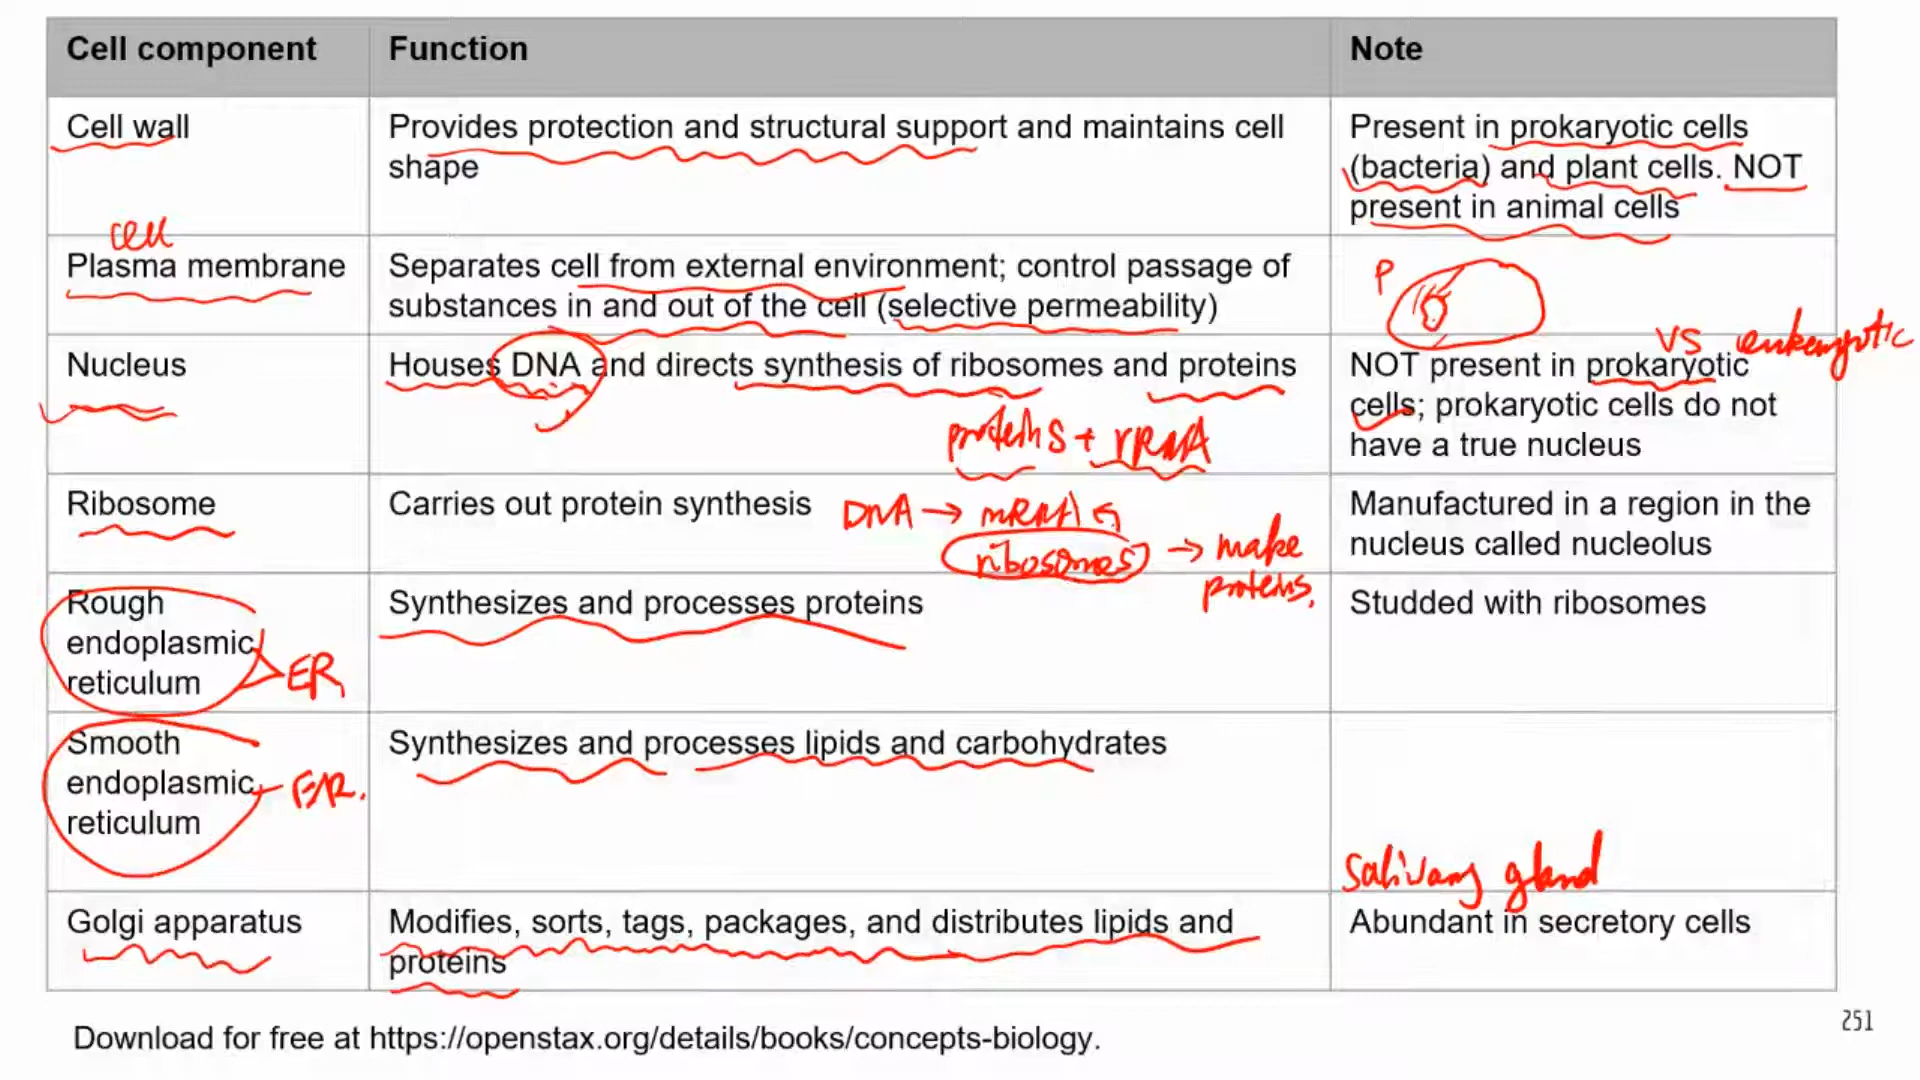 Cell component Function Note
Cell wall Provides protection and structural support and maintains cell Present in prokaryotic cells
shape (bacteria) and plant cells. NOT
present in animal cells
cell
Plasma membrane Separates cell from external environment; control passage of P
substances in and out of the cell (selective permeability)
vs eukaryotic
Nucleus Houses DNA and directs synthesis of ribosomes and proteins NOT present in prokaryotic
cells; prokaryotic cells do not
proteins + rRNA have a true nucleus
Ribosome Carries out protein synthesis DNA → mRNA Manufactured in a region in the
ribosomes → make nucleus called nucleolus
proteins.
Rough Synthesizes and processes proteins Studded with ribosomes
endoplasmic
reticulum ER
Smooth Synthesizes and processes lipids and carbohydrates
endoplasmic ER.
reticulum
Salivary gland
Golgi apparatus Modifies, sorts, tags, packages, and distributes lipids and Abundant in secretory cells
proteins
251
Download for free at https://openstax.org/details/books/concepts-biology.